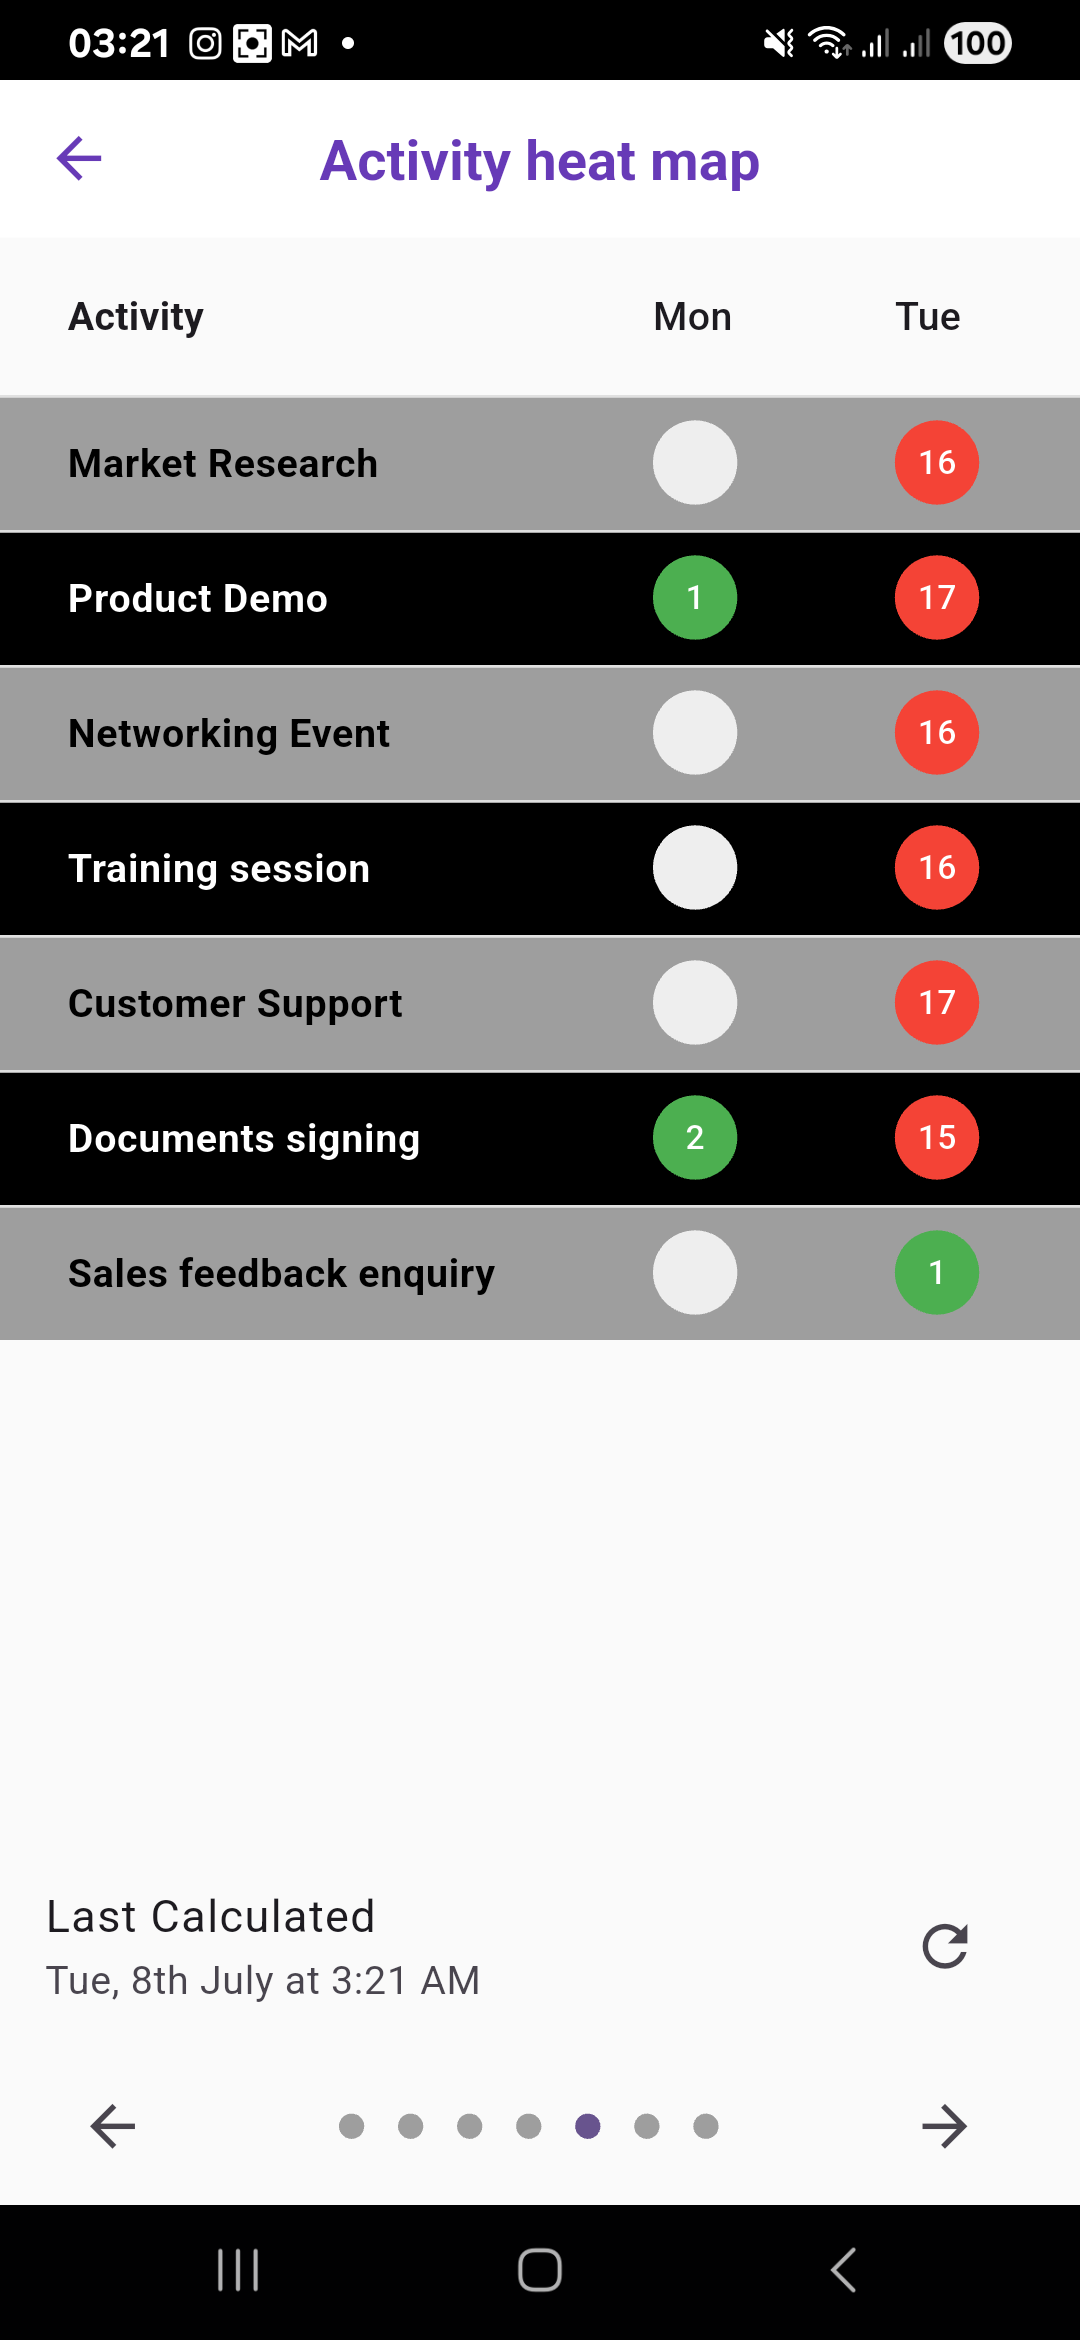 03:21 100
Activity heat map
Activity Mon Tue
Market Research 16
Product Demo 1 17
Networking Event 16
Training session 16
Customer Support 17
Documents signing 2 15
Sales feedback enquiry 1
Last Calculated
Tue, 8th July at 3:21 AM